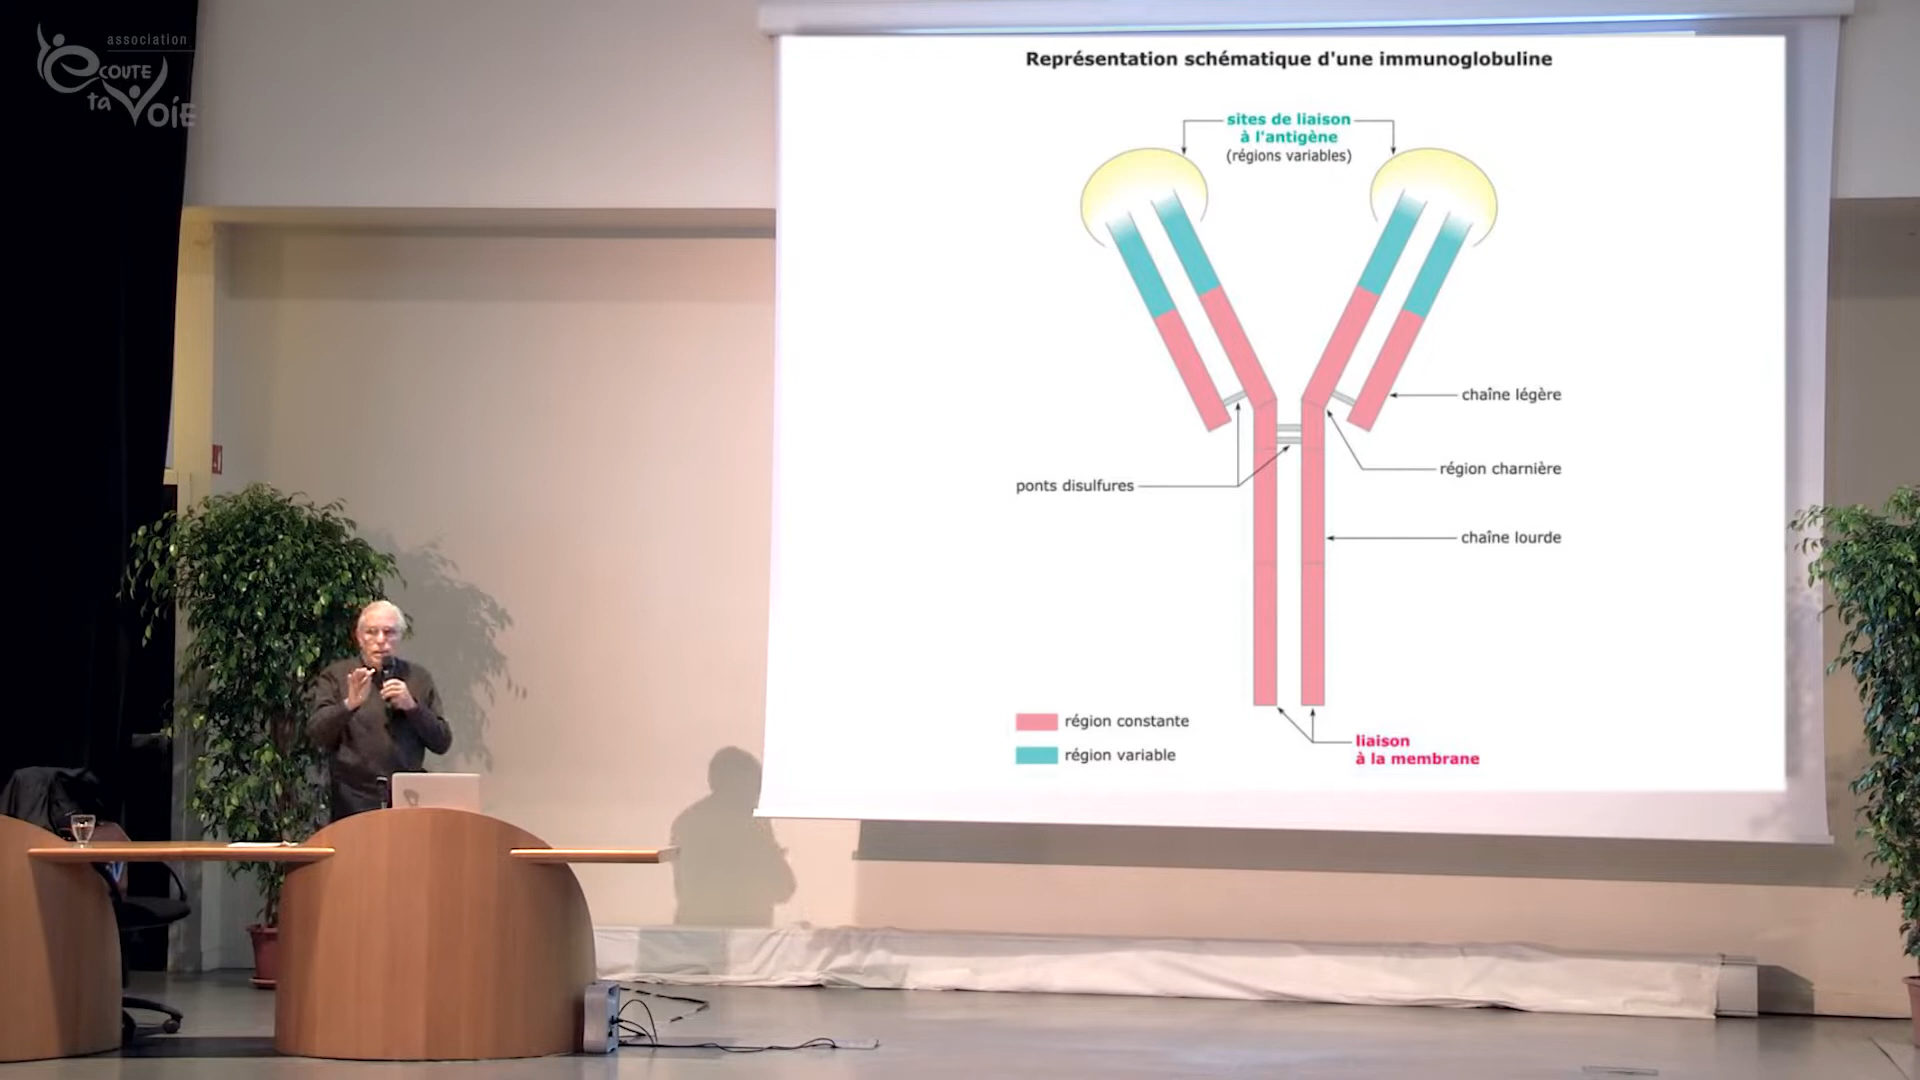 association
écoUTE
ta VOIE
Représentation schématique d'une immunoglobuline
sites de liaison
à l'antigène
(régions variables)
chaîne légère
région charnière
ponts disulfures
chaîne lourde
région constante
région variable
liaison
à la membrane